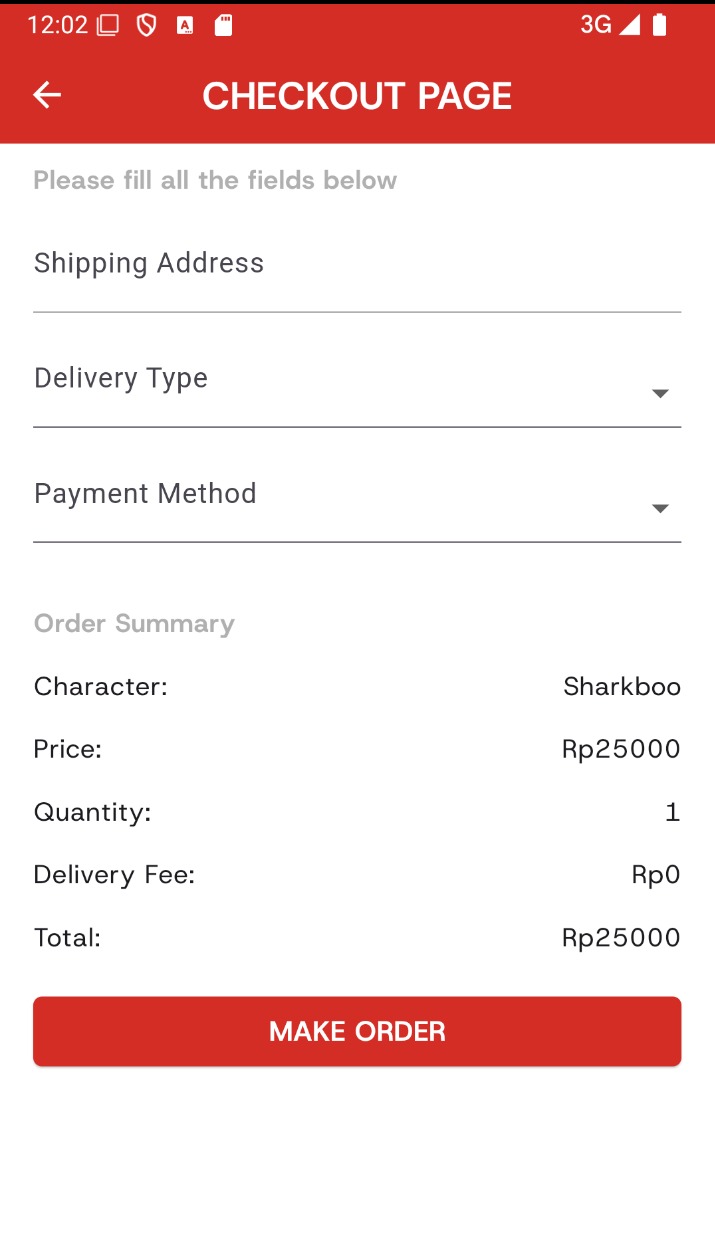 12:02
3G
CHECKOUT PAGE
Please fill all the fields below
Shipping Address
Delivery Type
Payment Method
Order Summary
Character: Sharkboo
Price: Rp25000
Quantity: 1
Delivery Fee: Rp0
Total: Rp25000
MAKE ORDER